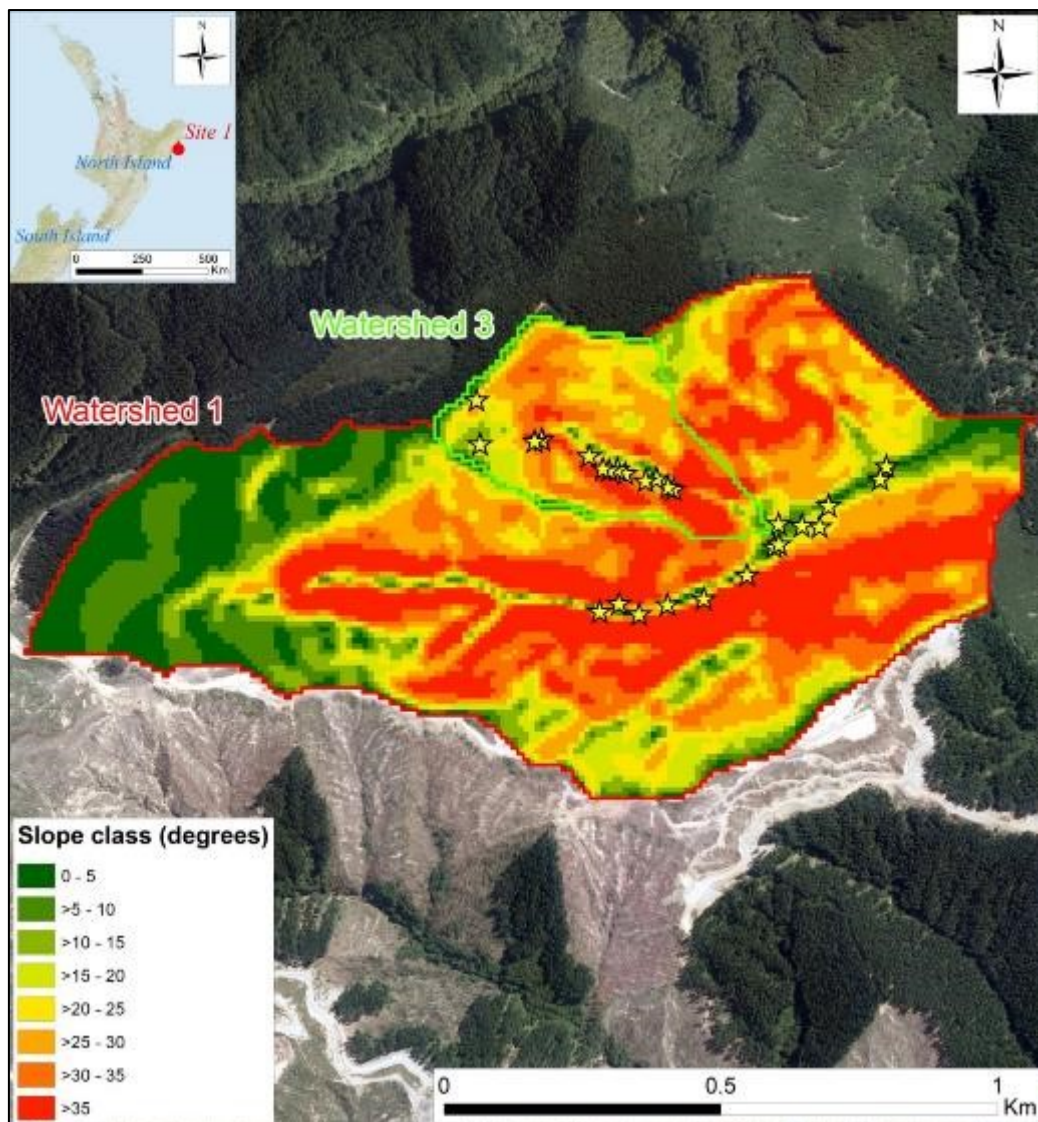 N
N
Site 1
North Island
South Island
0 250 500
Km
Watershed 3
Watershed 1
Slope class (degrees)
0 - 5
>5 - 10
>10 - 15
>15 - 20
>20 - 25
>25 - 30
>30 - 35
>35
0 0.5 1
Km